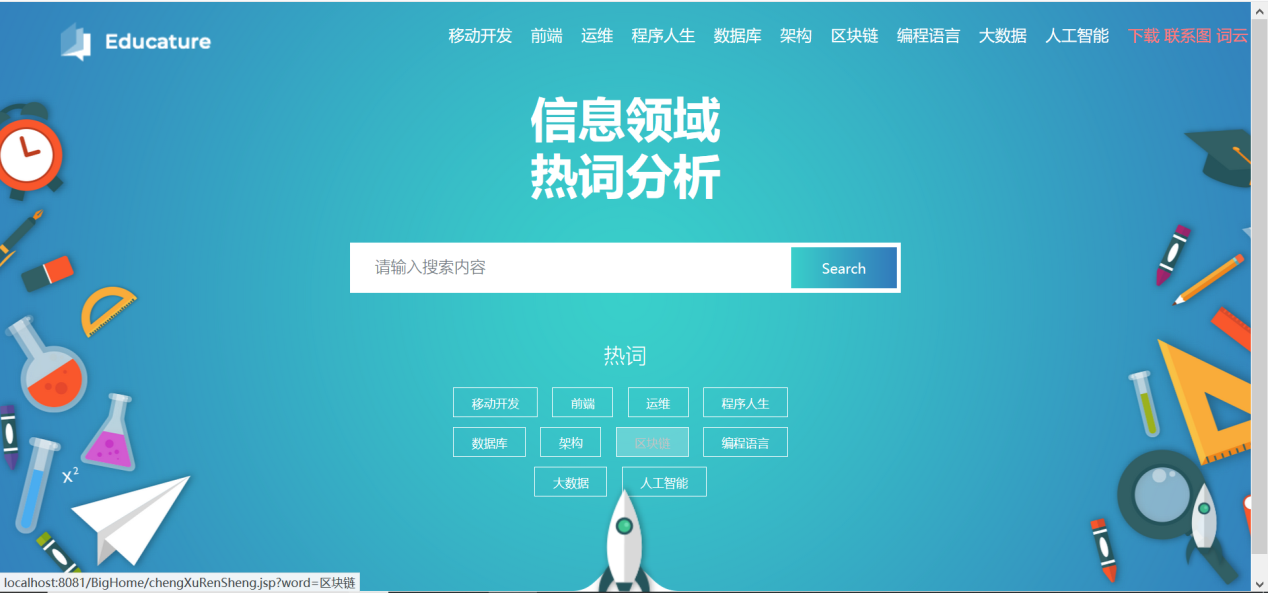 Educature
移动开发 前端 运维 程序人生 数据库 架构 区块链 编程语言 大数据 人工智能 下载 联系图 词云
信息领域
热词分析
请输入搜索内容 Search
热词
移动开发 前端 运维 程序人生
数据库 架构 区块链 编程语言
大数据 人工智能
x²
localhost:8081/BigHome/chengXuRenSheng.jsp?word=区块链